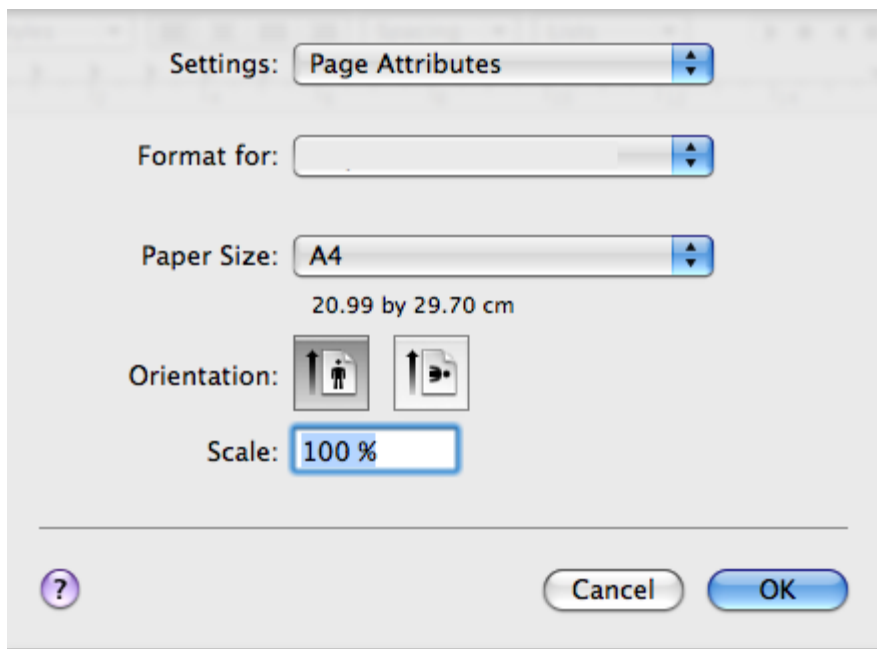 Settings: Page Attributes
Format for:
Paper Size: A4
20.99 by 29.70 cm
Orientation:
Scale: 100 %
? Cancel OK